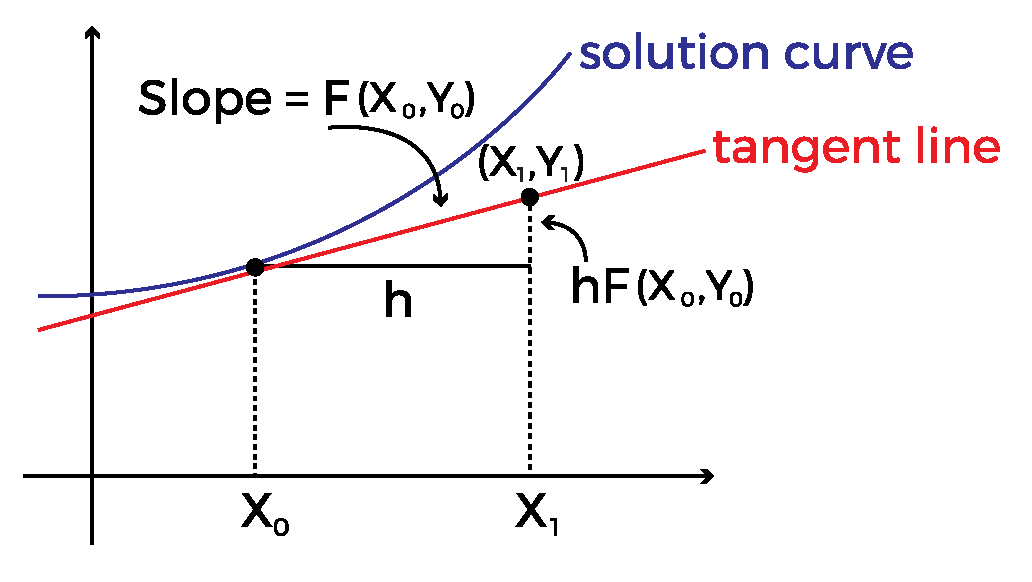 solution curve
Slope = F(X₀,Y₀)
tangent line
(X₁,Y₁)
hF(X₀,Y₀)
h
X₀
X₁